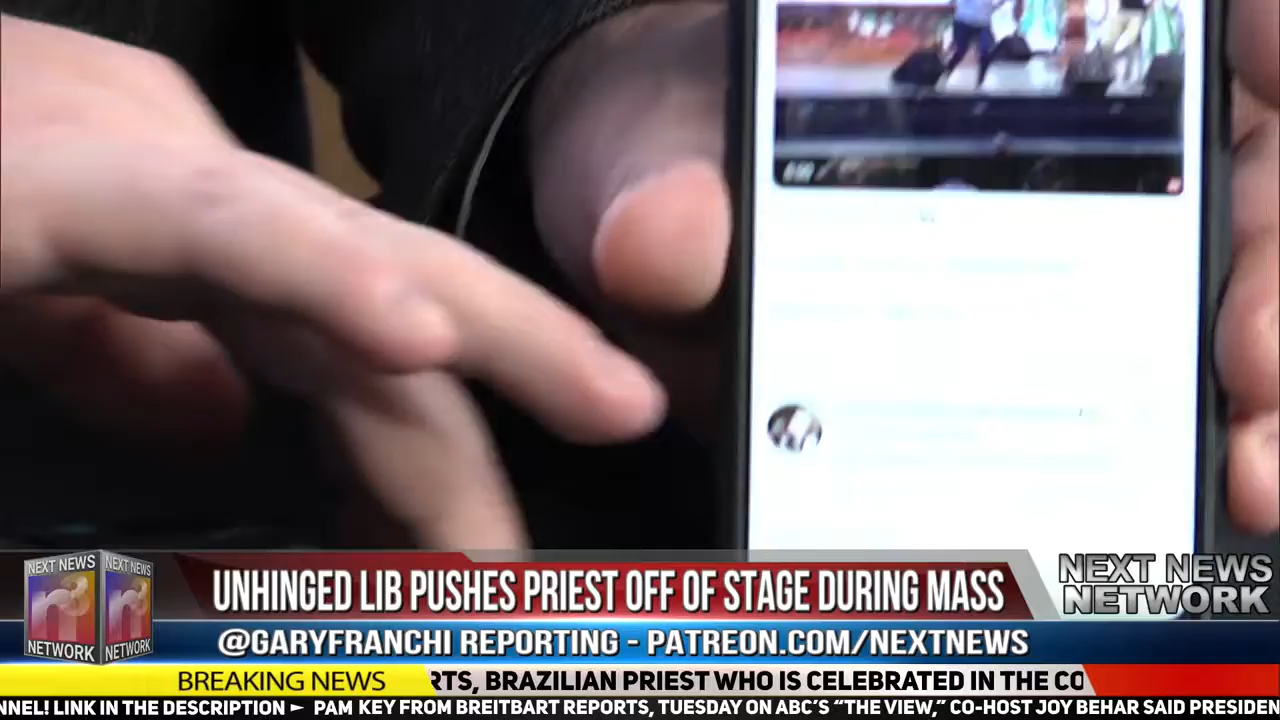 NEXT NEWS
NEXT NEWS
n
n
NETWORK
NETWORK
UNHINGED LIB PUSHES PRIEST OFF OF STAGE DURING MASS
@GARYFRANCHI REPORTING - PATREON.COM/NEXTNEWS
NEXT NEWS
NETWORK
BREAKING NEWS
RTS, BRAZILIAN PRIEST WHO IS CELEBRATED IN THE CO
NNEL! LINK IN THE DESCRIPTION ► PAM KEY FROM BREITBART REPORTS, TUESDAY ON ABC'S “THE VIEW,” CO-HOST JOY BEHAR SAID PRESIDEN